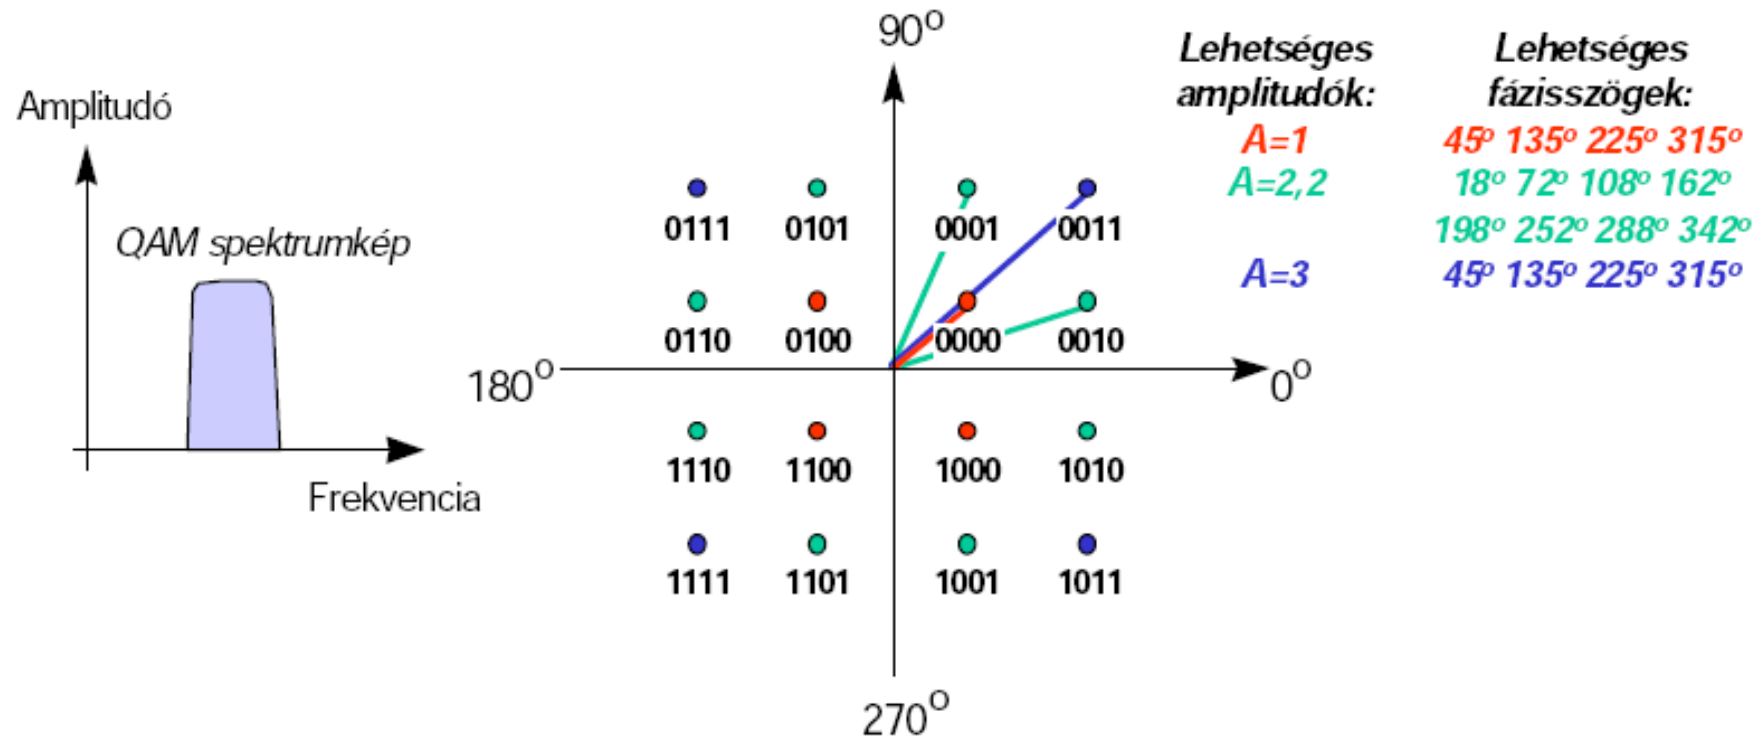 Amplitudó
QAM spektrumkép
Frekvencia
90°
180°
0°
270°
0111 0101 0001 0011
0110 0100 0000 0010
1110 1100 1000 1010
1111 1101 1001 1011
Lehetséges
amplitudók:
A=1
A=2,2
A=3
Lehetséges
fázisszögek:
45° 135° 225° 315°
18° 72° 108° 162°
198° 252° 288° 342°
45° 135° 225° 315°